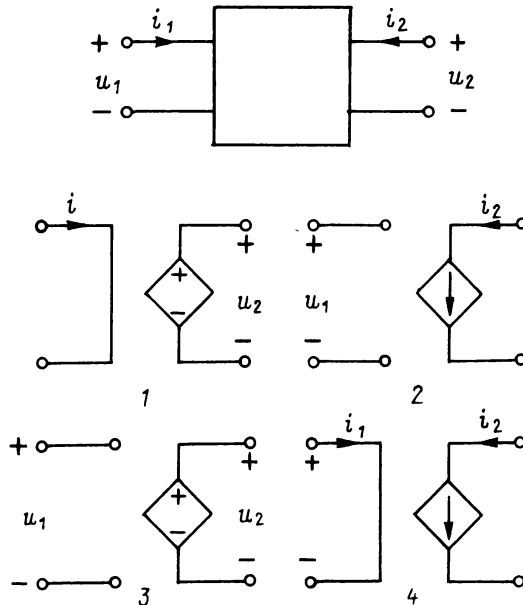 i₁ i₂
+ +
u₁ u₂
− −
i i₂
+ + +
− u₂ u₁
− −
1 2
i₁ i₂
+ + + +
u₁ − u₂
− − −
3 4